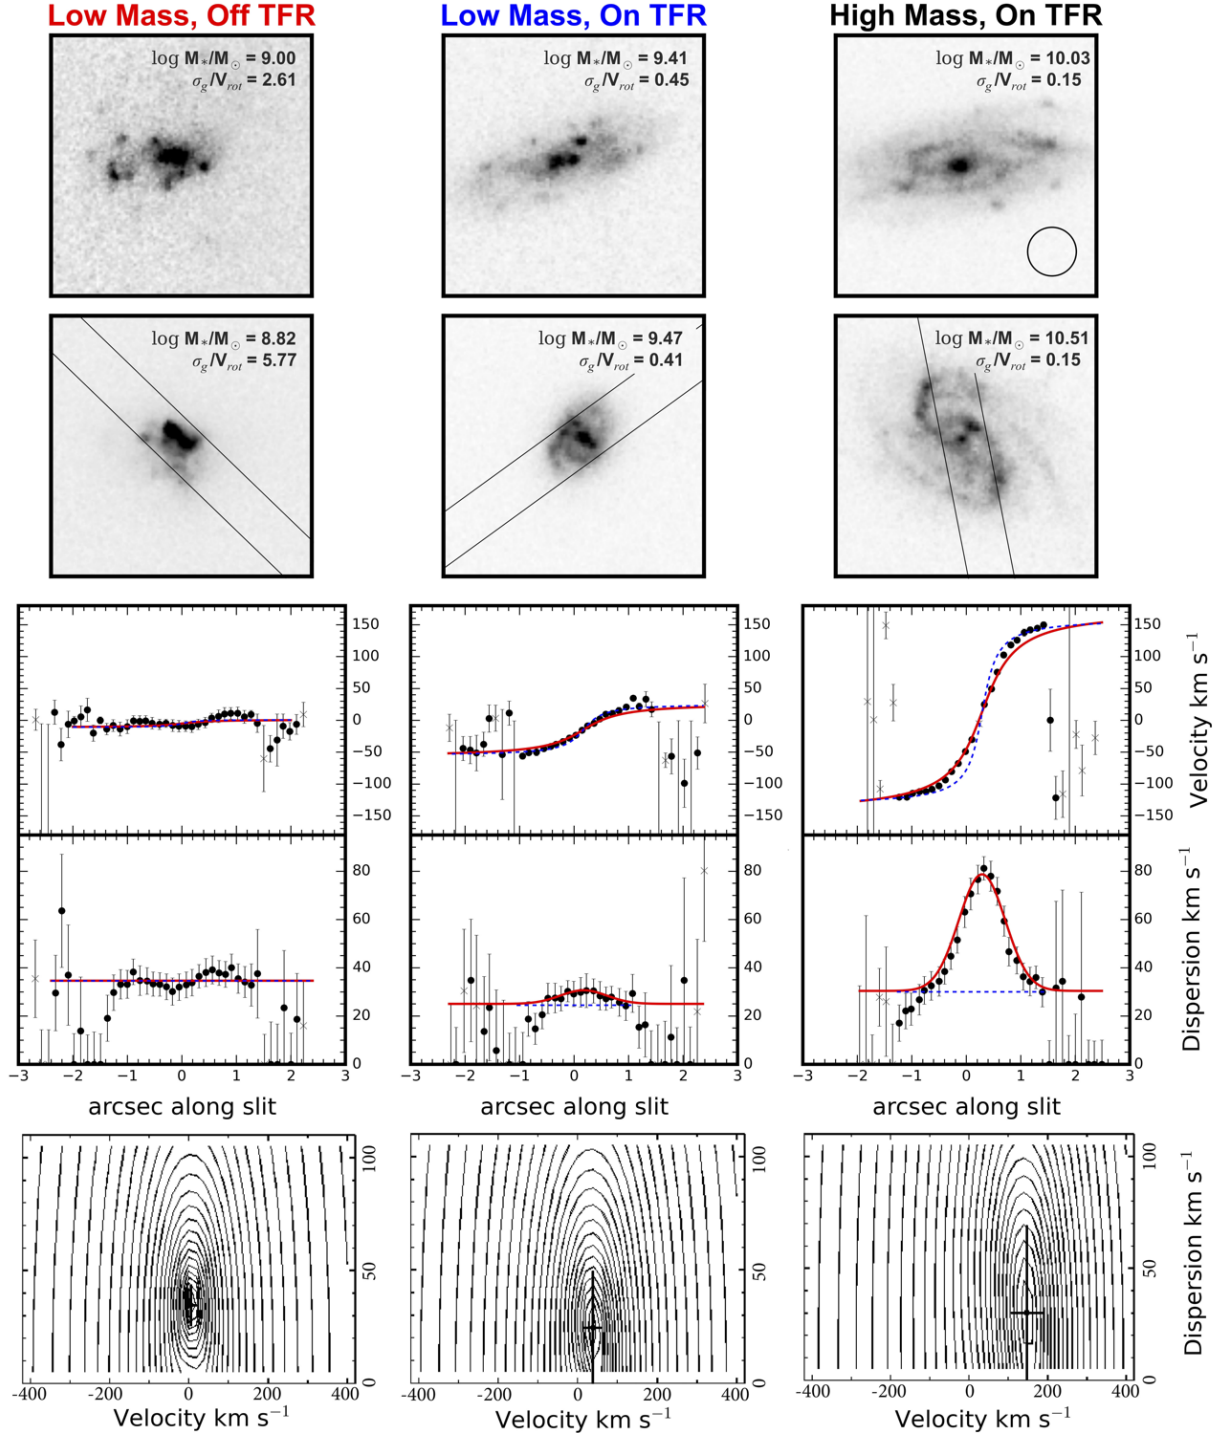 Low Mass, Off TFR
Low Mass, On TFR
High Mass, On TFR
log M*/M☉ = 9.00
σg/Vrot = 2.61
log M*/M☉ = 9.41
σg/Vrot = 0.45
log M*/M☉ = 10.03
σg/Vrot = 0.15
log M*/M☉ = 8.82
σg/Vrot = 5.77
log M*/M☉ = 9.47
σg/Vrot = 0.41
log M*/M☉ = 10.51
σg/Vrot = 0.15
150
100
50
0
−50
−100
−150
150
100
50
0
−50
−100
−150
150
100
50
0
−50
−100
−150
Velocity km s⁻¹
80
60
40
20
0
80
60
40
20
0
80
60
40
20
0
Dispersion km s⁻¹
−3 −2 −1 0 1 2 3
−3 −2 −1 0 1 2 3
−3 −2 −1 0 1 2 3
arcsec along slit
arcsec along slit
arcsec along slit
100
50
0
100
50
0
100
50
0
Dispersion km s⁻¹
-400 -200 0 200 400
-400 -200 0 200 400
-400 -200 0 200 400
Velocity km s⁻¹
Velocity km s⁻¹
Velocity km s⁻¹